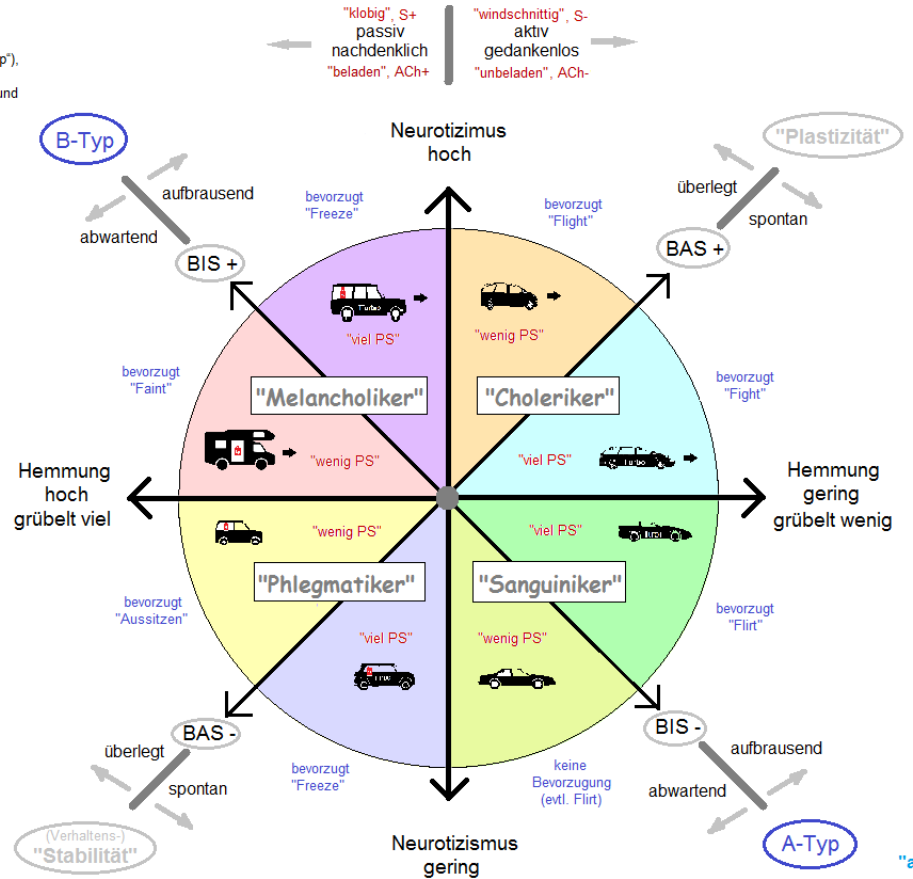 "klobig", S+
passiv
nachdenklich
"beladen", ACh+
"windschnittig", S-
aktiv
gedankenlos
"unbeladen", ACh-
p“),
und
B-Typ
aufbrausend
abwartend
BIS +
Neurotizimus
hoch
"Plastizität"
überlegt
spontan
BAS +
bevorzugt
"Freeze"
bevorzugt
"Flight"
Turbo
"viel PS"
"wenig PS"
bevorzugt
"Faint"
"Melancholiker"
"Choleriker"
bevorzugt
"Fight"
"wenig PS"
"viel PS"
Turbo
Hemmung
hoch
grübelt viel
Hemmung
gering
grübelt wenig
"wenig PS"
"viel PS"
bevorzugt
"Aussitzen"
"Phlegmatiker"
"Sanguiniker"
bevorzugt
"Flirt"
"viel PS"
"wenig PS"
BAS -
überlegt
spontan
(Verhaltens-)
"Stabilität"
bevorzugt
"Freeze"
keine
Bevorzugung
(evtl. Flirt)
BIS -
aufbrausend
abwartend
A-Typ
Neurotizismus
gering
"a